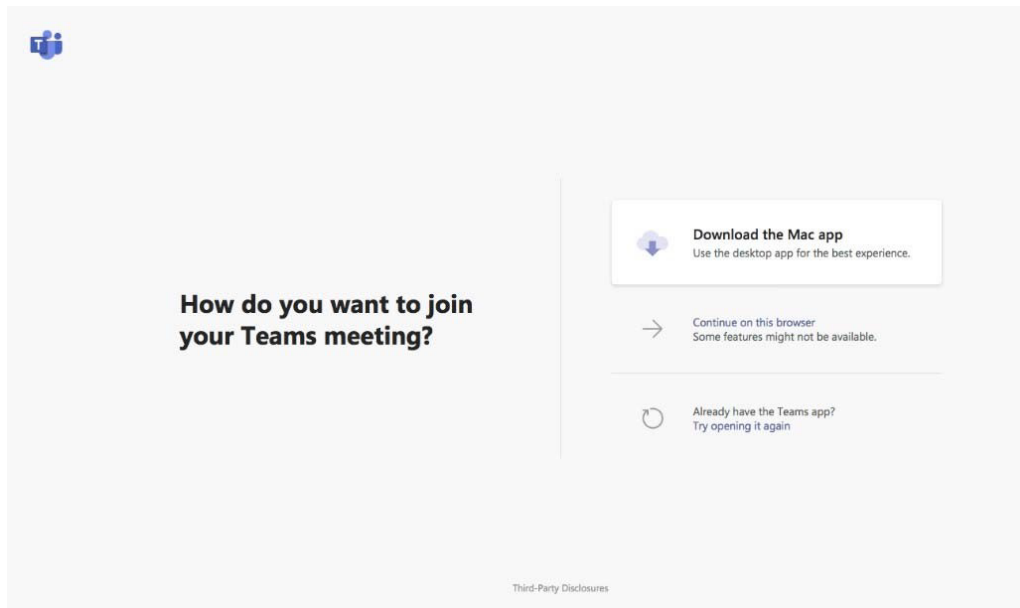 T
How do you want to join
your Teams meeting?
Download the Mac app
Use the desktop app for the best experience.
Continue on this browser
Some features might not be available.
Already have the Teams app?
Try opening it again
Third-Party Disclosures